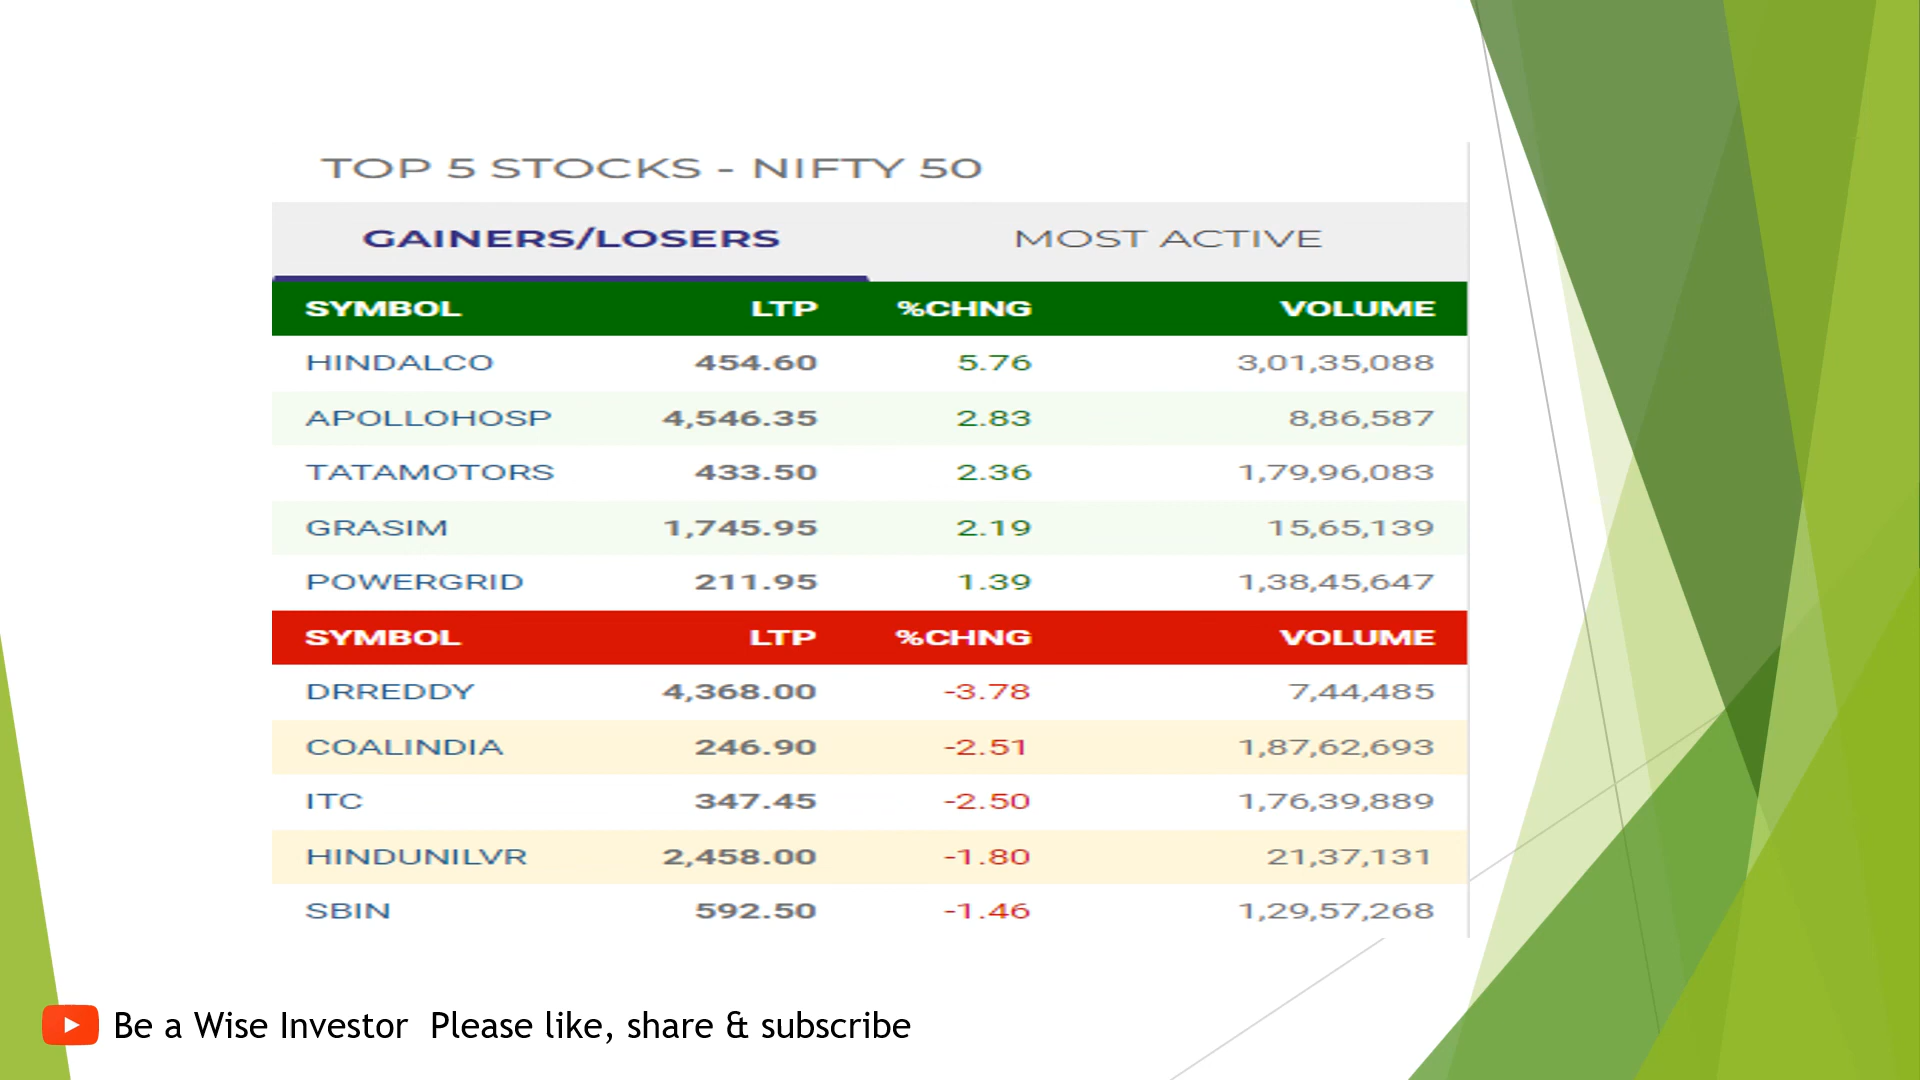 TOP 5 STOCKS - NIFTY 50
GAINERS/LOSERS MOST ACTIVE
SYMBOL LTP %CHNG VOLUME
HINDALCO 454.60 5.76 3,01,35,088
APOLLOHOSP 4,546.35 2.83 8,86,587
TATAMOTORS 433.50 2.36 1,79,96,083
GRASIM 1,745.95 2.19 15,65,139
POWERGRID 211.95 1.39 1,38,45,647
SYMBOL LTP %CHNG VOLUME
DRREDDY 4,368.00 -3.78 7,44,485
COALINDIA 246.90 -2.51 1,87,62,693
ITC 347.45 -2.50 1,76,39,889
HINDUNILVR 2,458.00 -1.80 21,37,131
SBIN 592.50 -1.46 1,29,57,268
Be a Wise Investor Please like, share & subscribe